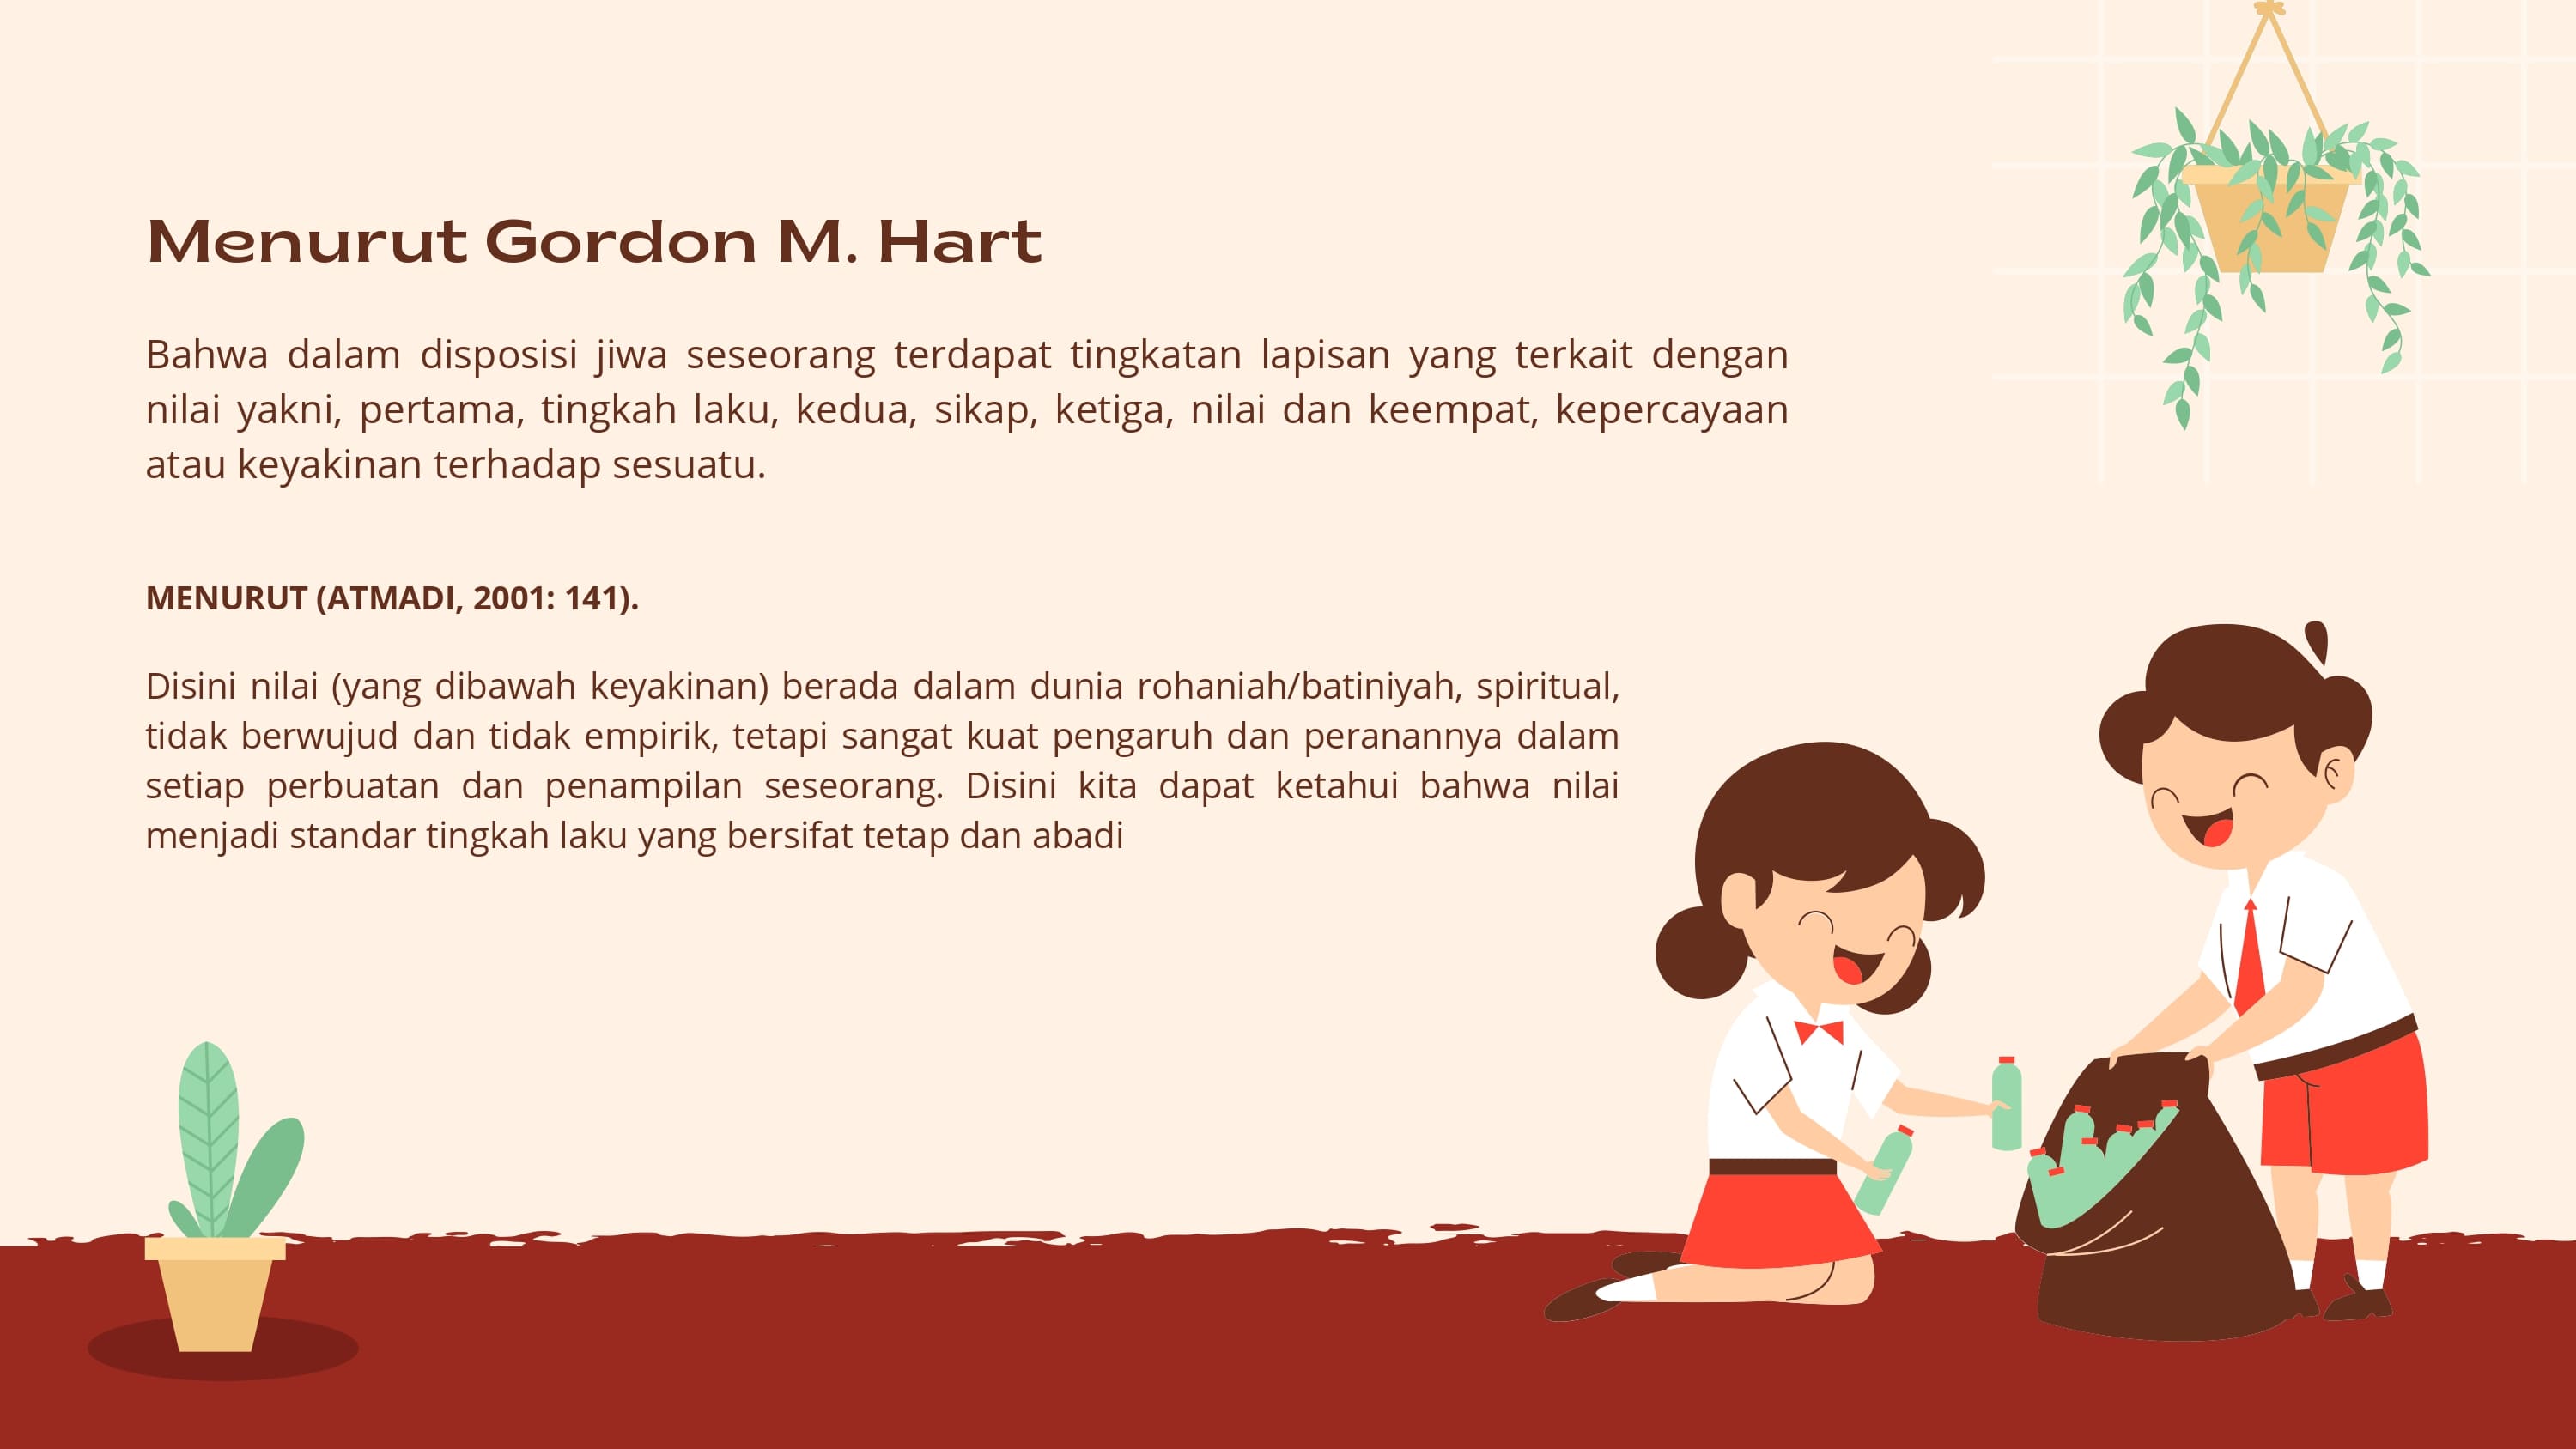 Menurut Gordon M. Hart
Bahwa dalam disposisi jiwa seseorang terdapat tingkatan lapisan yang terkait dengan
nilai yakni, pertama, tingkah laku, kedua, sikap, ketiga, nilai dan keempat, kepercayaan
atau keyakinan terhadap sesuatu.
MENURUT (ATMADI, 2001: 141).
Disini nilai (yang dibawah keyakinan) berada dalam dunia rohaniah/batiniyah, spiritual,
tidak berwujud dan tidak empirik, tetapi sangat kuat pengaruh dan peranannya dalam
setiap perbuatan dan penampilan seseorang. Disini kita dapat ketahui bahwa nilai
menjadi standar tingkah laku yang bersifat tetap dan abadi